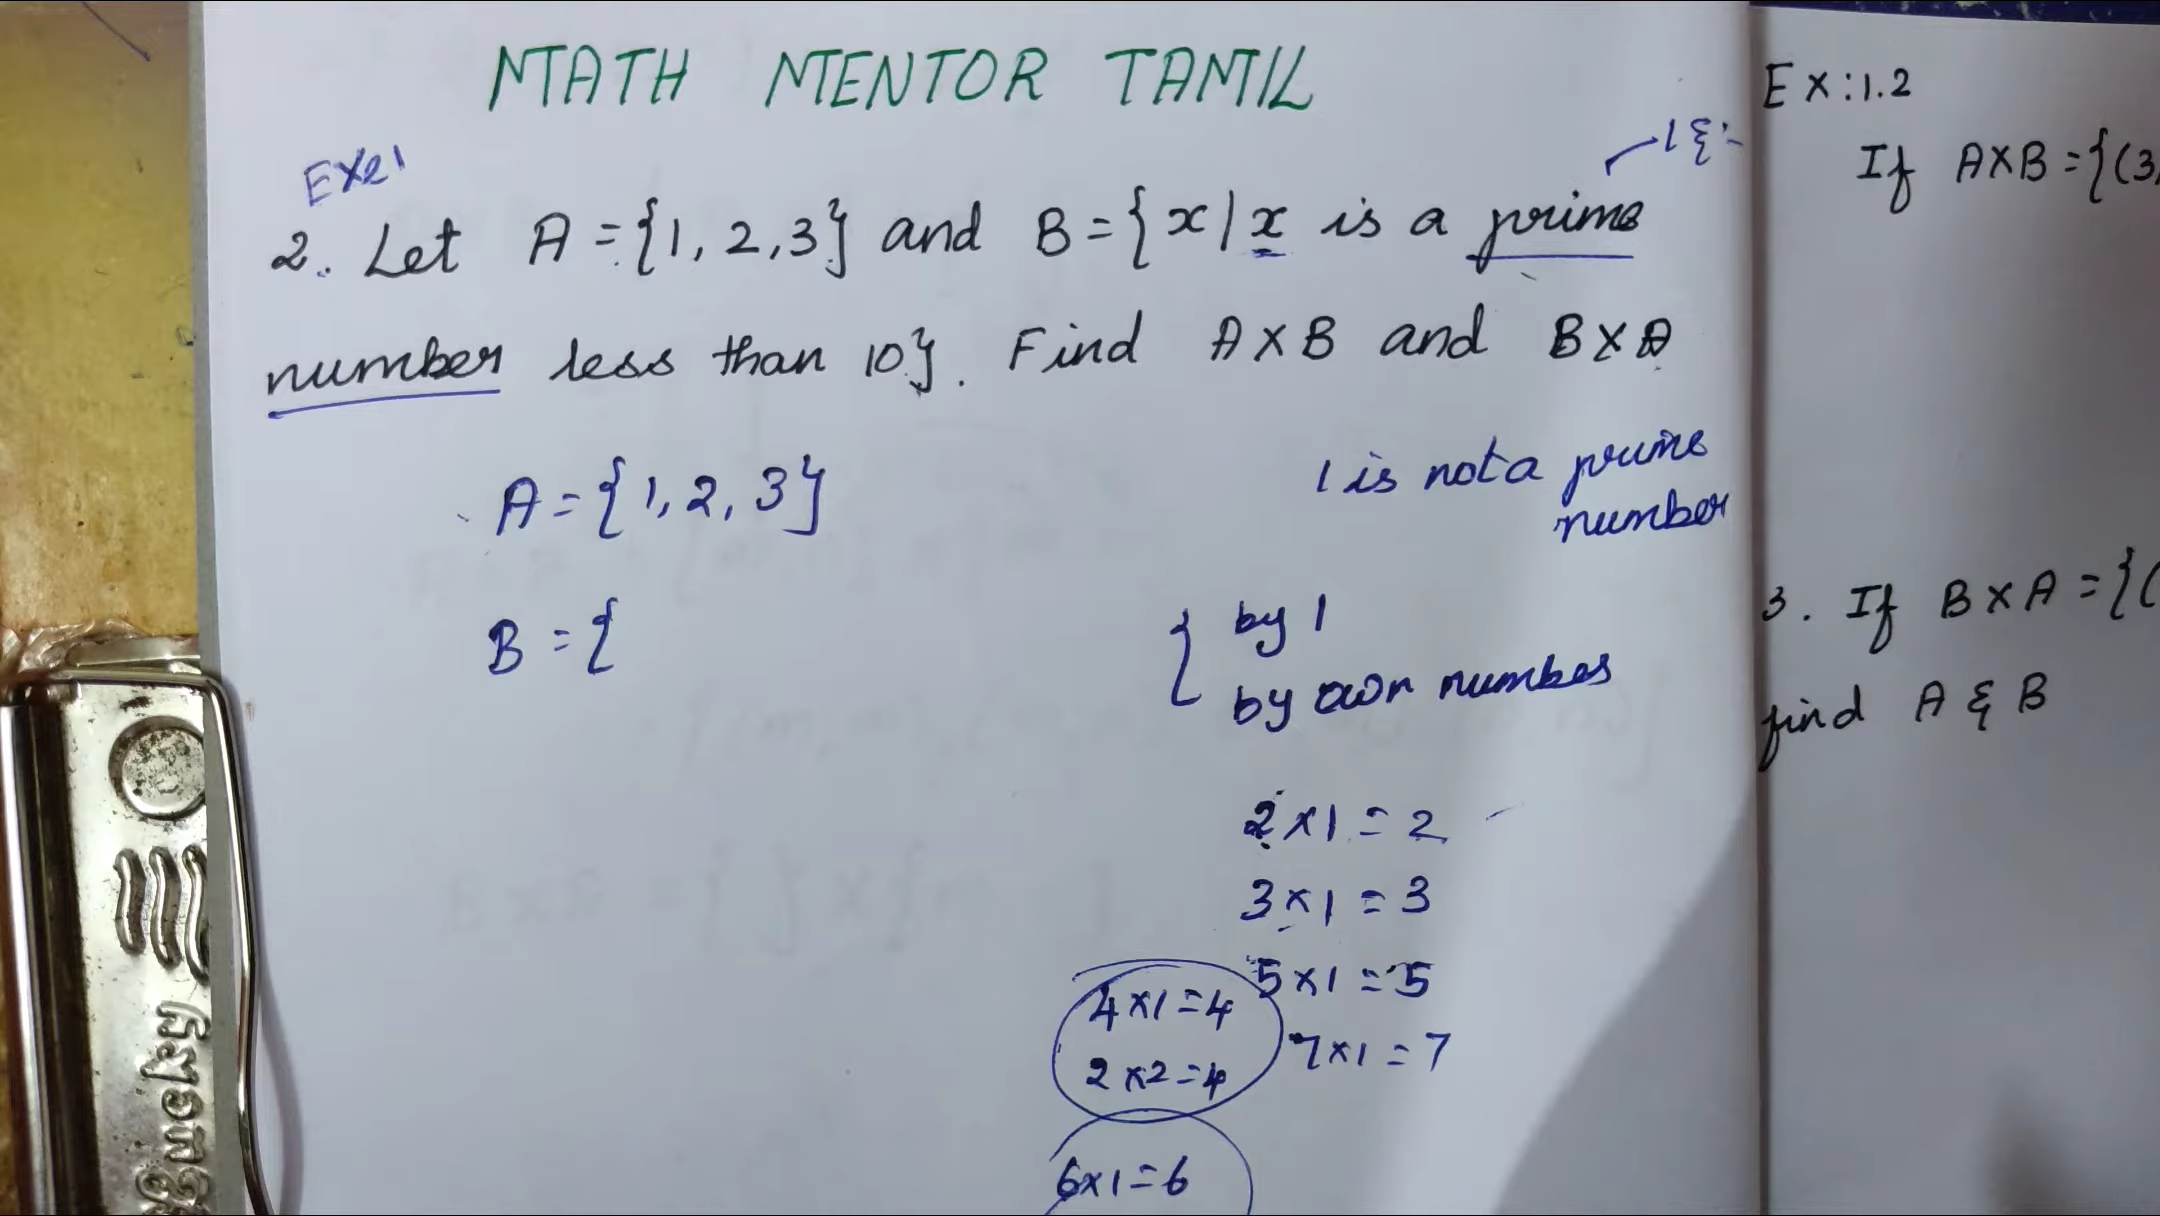 MATH MENTOR TAMIL
2. Let A = {1, 2, 3} and B = {x | x is a prime
number less than 10}. Find A X B and B X A
A = {1, 2, 3}
B = {
1 is not a prime
number
{ by 1
by own number
2 x 1 = 2
3 x 1 = 3
5 x 1 = 5
7 x 1 = 7
4 x 1 = 4
2 x 2 = 4
6 x 1 = 6
Ex : 1.2
If A X B = {(3,
3. If B X A = {(
find A & B